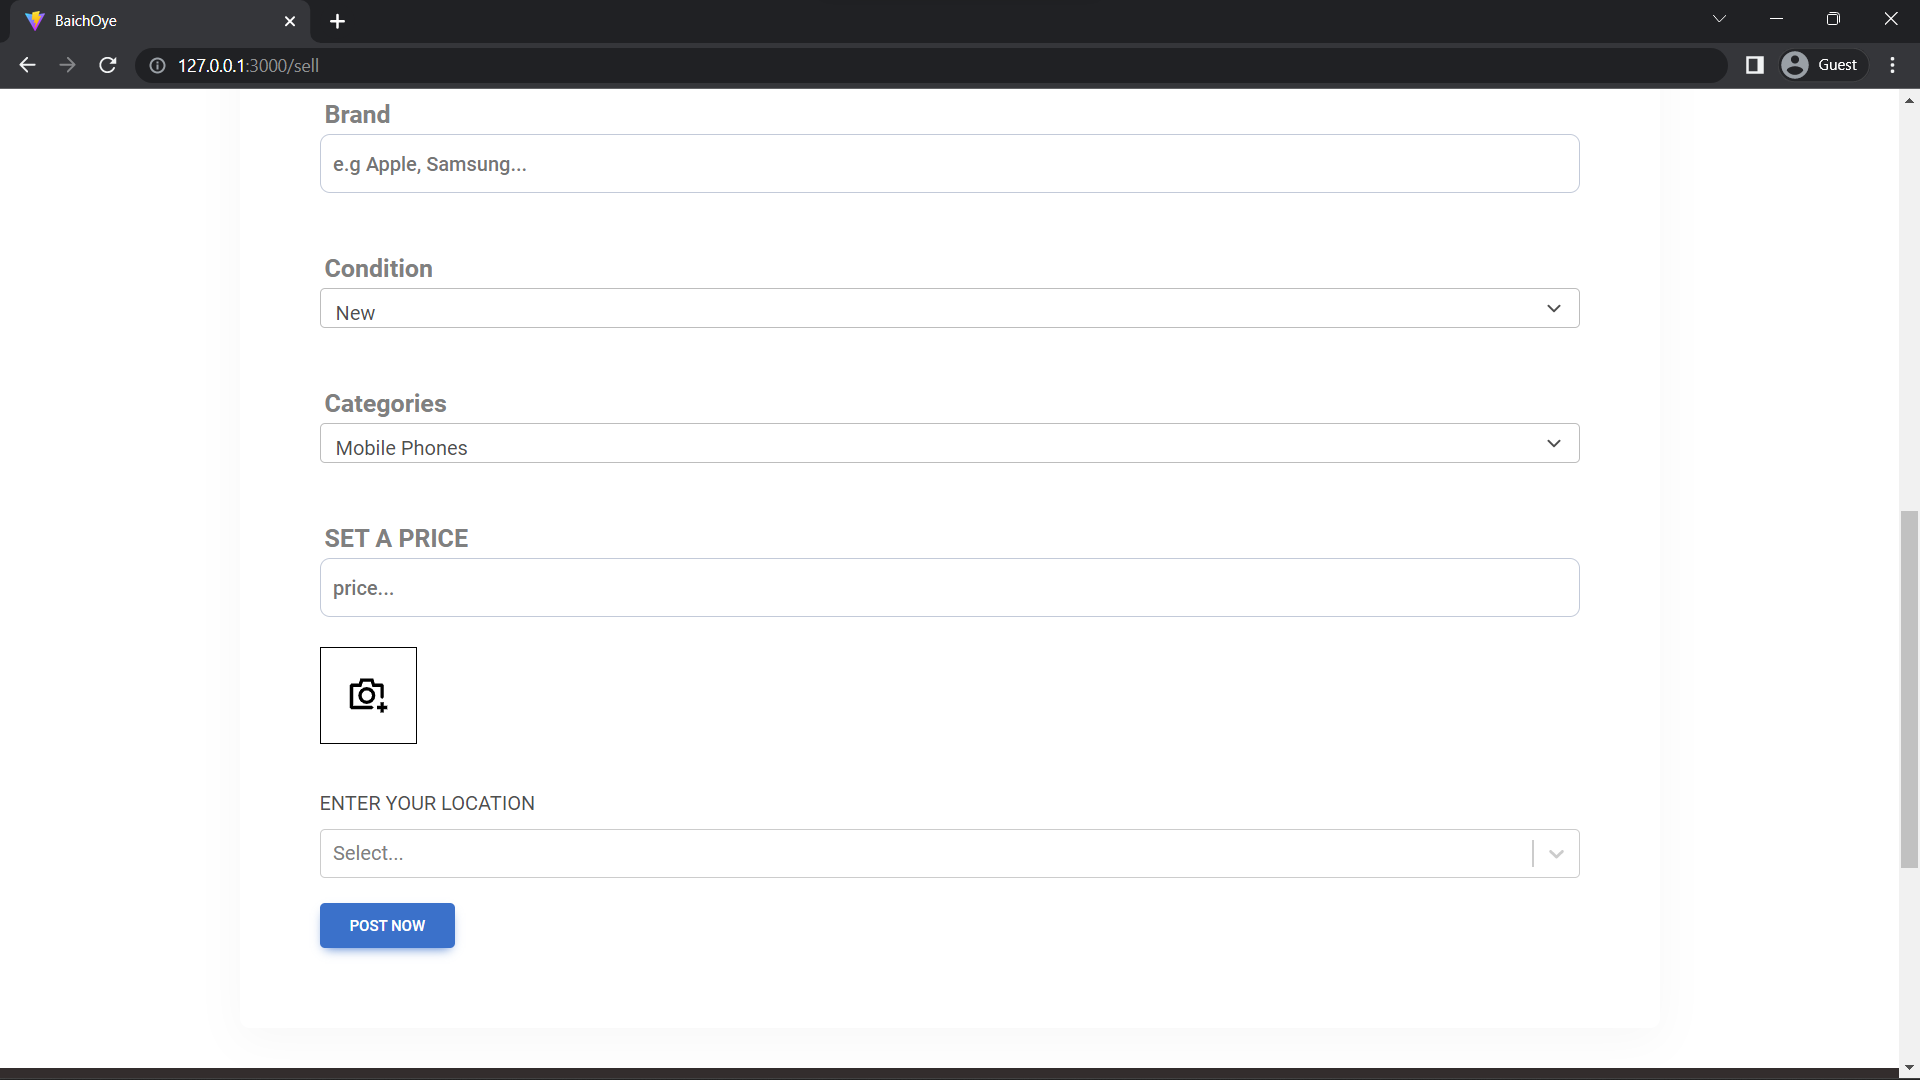 BaichOye
127.0.0.1:3000/sell
Guest
Brand
e.g Apple, Samsung...
Condition
New
Categories
Mobile Phones
SET A PRICE
price...
ENTER YOUR LOCATION
Select...
POST NOW